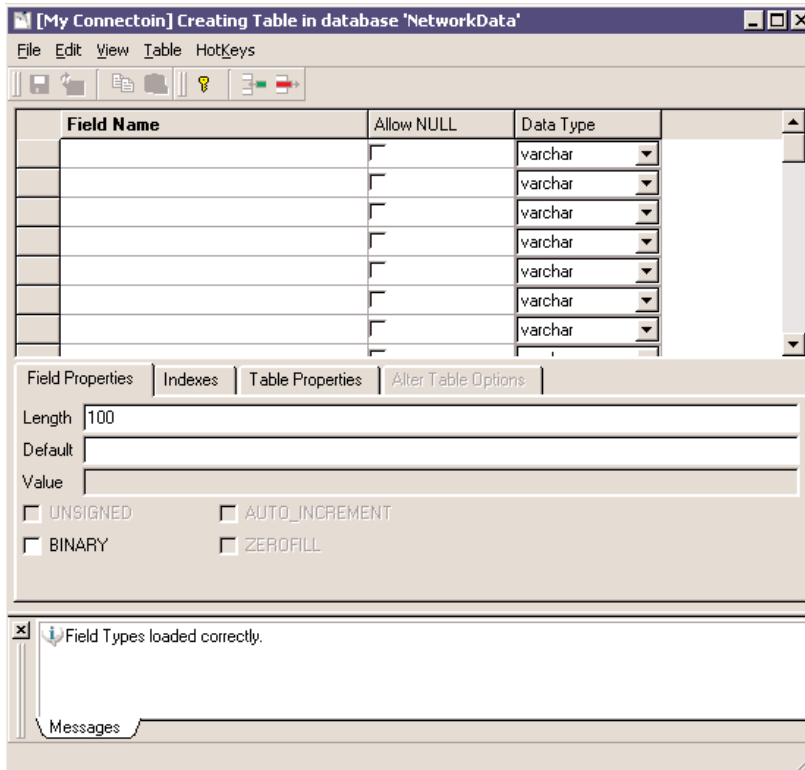 [My Connectoin] Creating Table in database 'NetworkData'
File Edit View Table HotKeys
Field Name Allow NULL Data Type
varchar
varchar
varchar
varchar
varchar
varchar
varchar
Field Properties Indexes Table Properties Alter Table Options
Length 100
Default
Value
UNSIGNED AUTO_INCREMENT
BINARY ZEROFILL
Field Types loaded correctly.
Messages